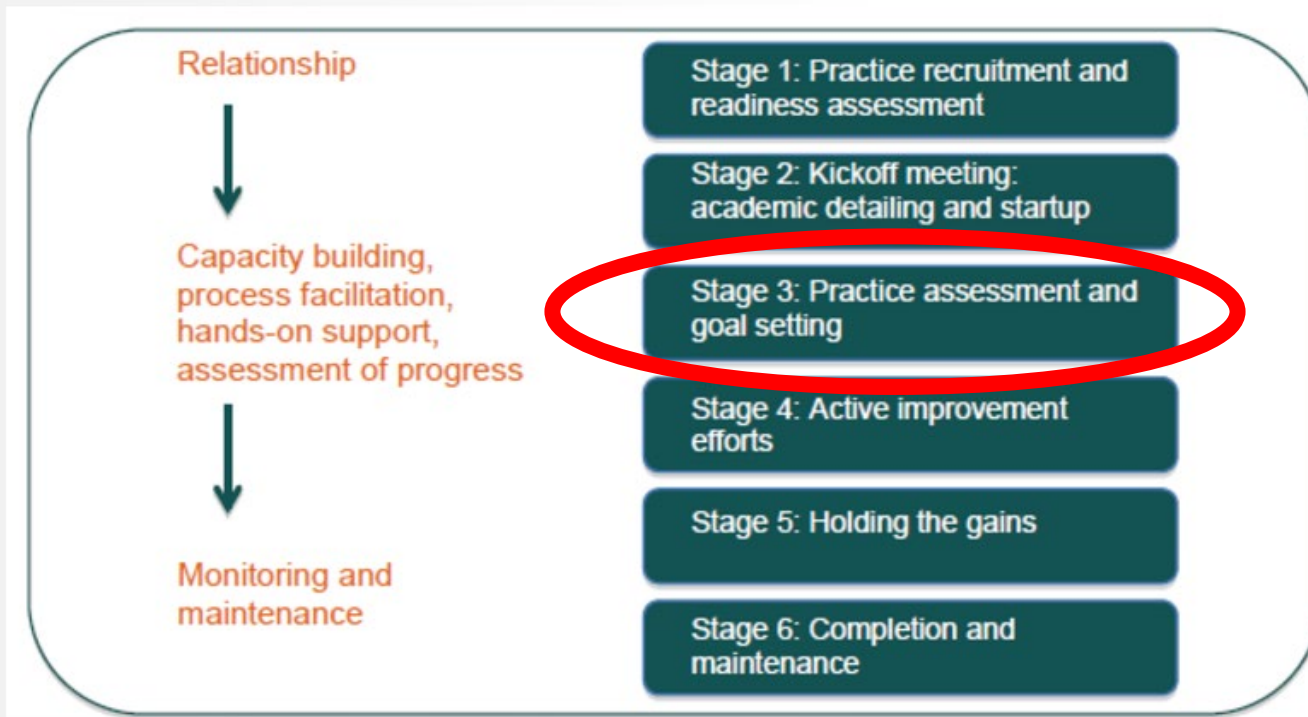 Relationship
Capacity building,
process facilitation,
hands-on support,
assessment of progress
Monitoring and
maintenance
Stage 1: Practice recruitment and
readiness assessment
Stage 2: Kickoff meeting:
academic detailing and startup
Stage 3: Practice assessment and
goal setting
Stage 4: Active improvement
efforts
Stage 5: Holding the gains
Stage 6: Completion and
maintenance